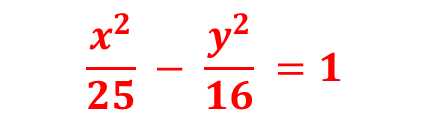 x²/25 − y²/16 = 1